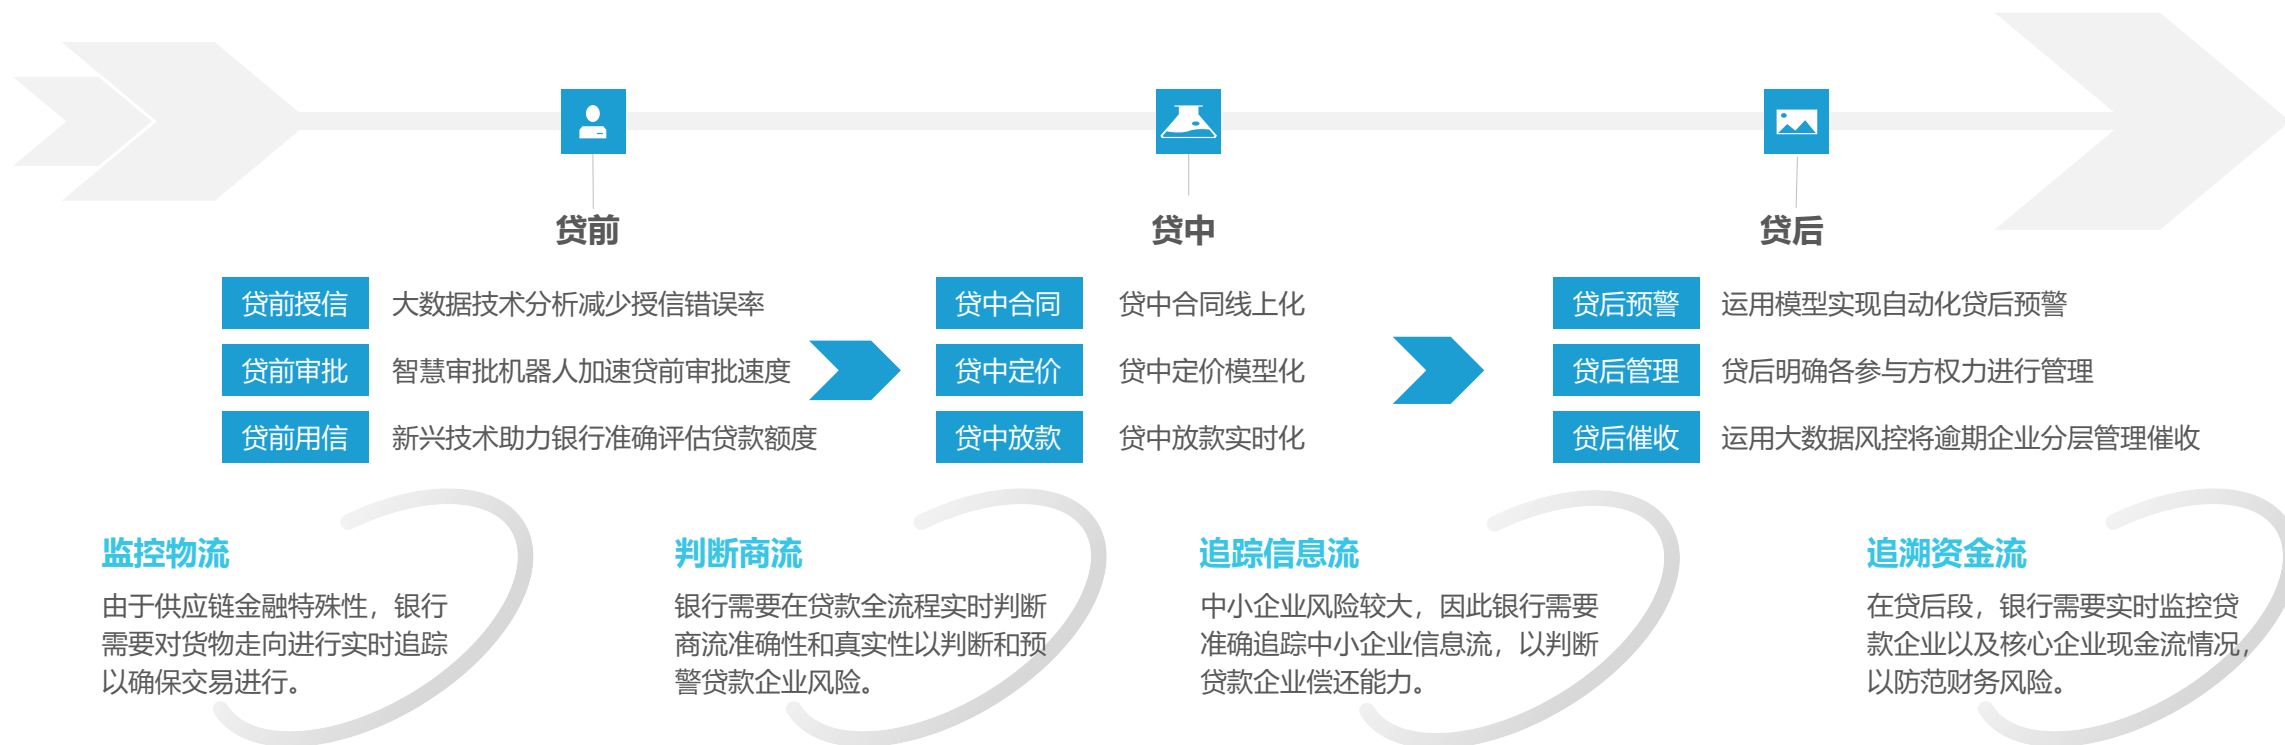 贷前
贷中
贷后
贷前授信
大数据技术分析减少授信错误率
贷前审批
智慧审批机器人加速贷前审批速度
贷前用信
新兴技术助力银行准确评估贷款额度
贷中合同
贷中合同线上化
贷中定价
贷中定价模型化
贷中放款
贷中放款实时化
贷后预警
运用模型实现自动化贷后预警
贷后管理
贷后明确各参与方权力进行管理
贷后催收
运用大数据风控将逾期企业分层管理催收
监控物流
由于供应链金融特殊性，银行
需要对货物走向进行实时追踪
以确保交易进行。
判断商流
银行需要在贷款全流程实时判断
商流准确性和真实性以判断和预
警贷款企业风险。
追踪信息流
中小企业风险较大，因此银行需要
准确追踪中小企业信息流，以判断
贷款企业偿还能力。
追溯资金流
在贷后段，银行需要实时监控贷
款企业以及核心企业现金流情况，
以防范财务风险。